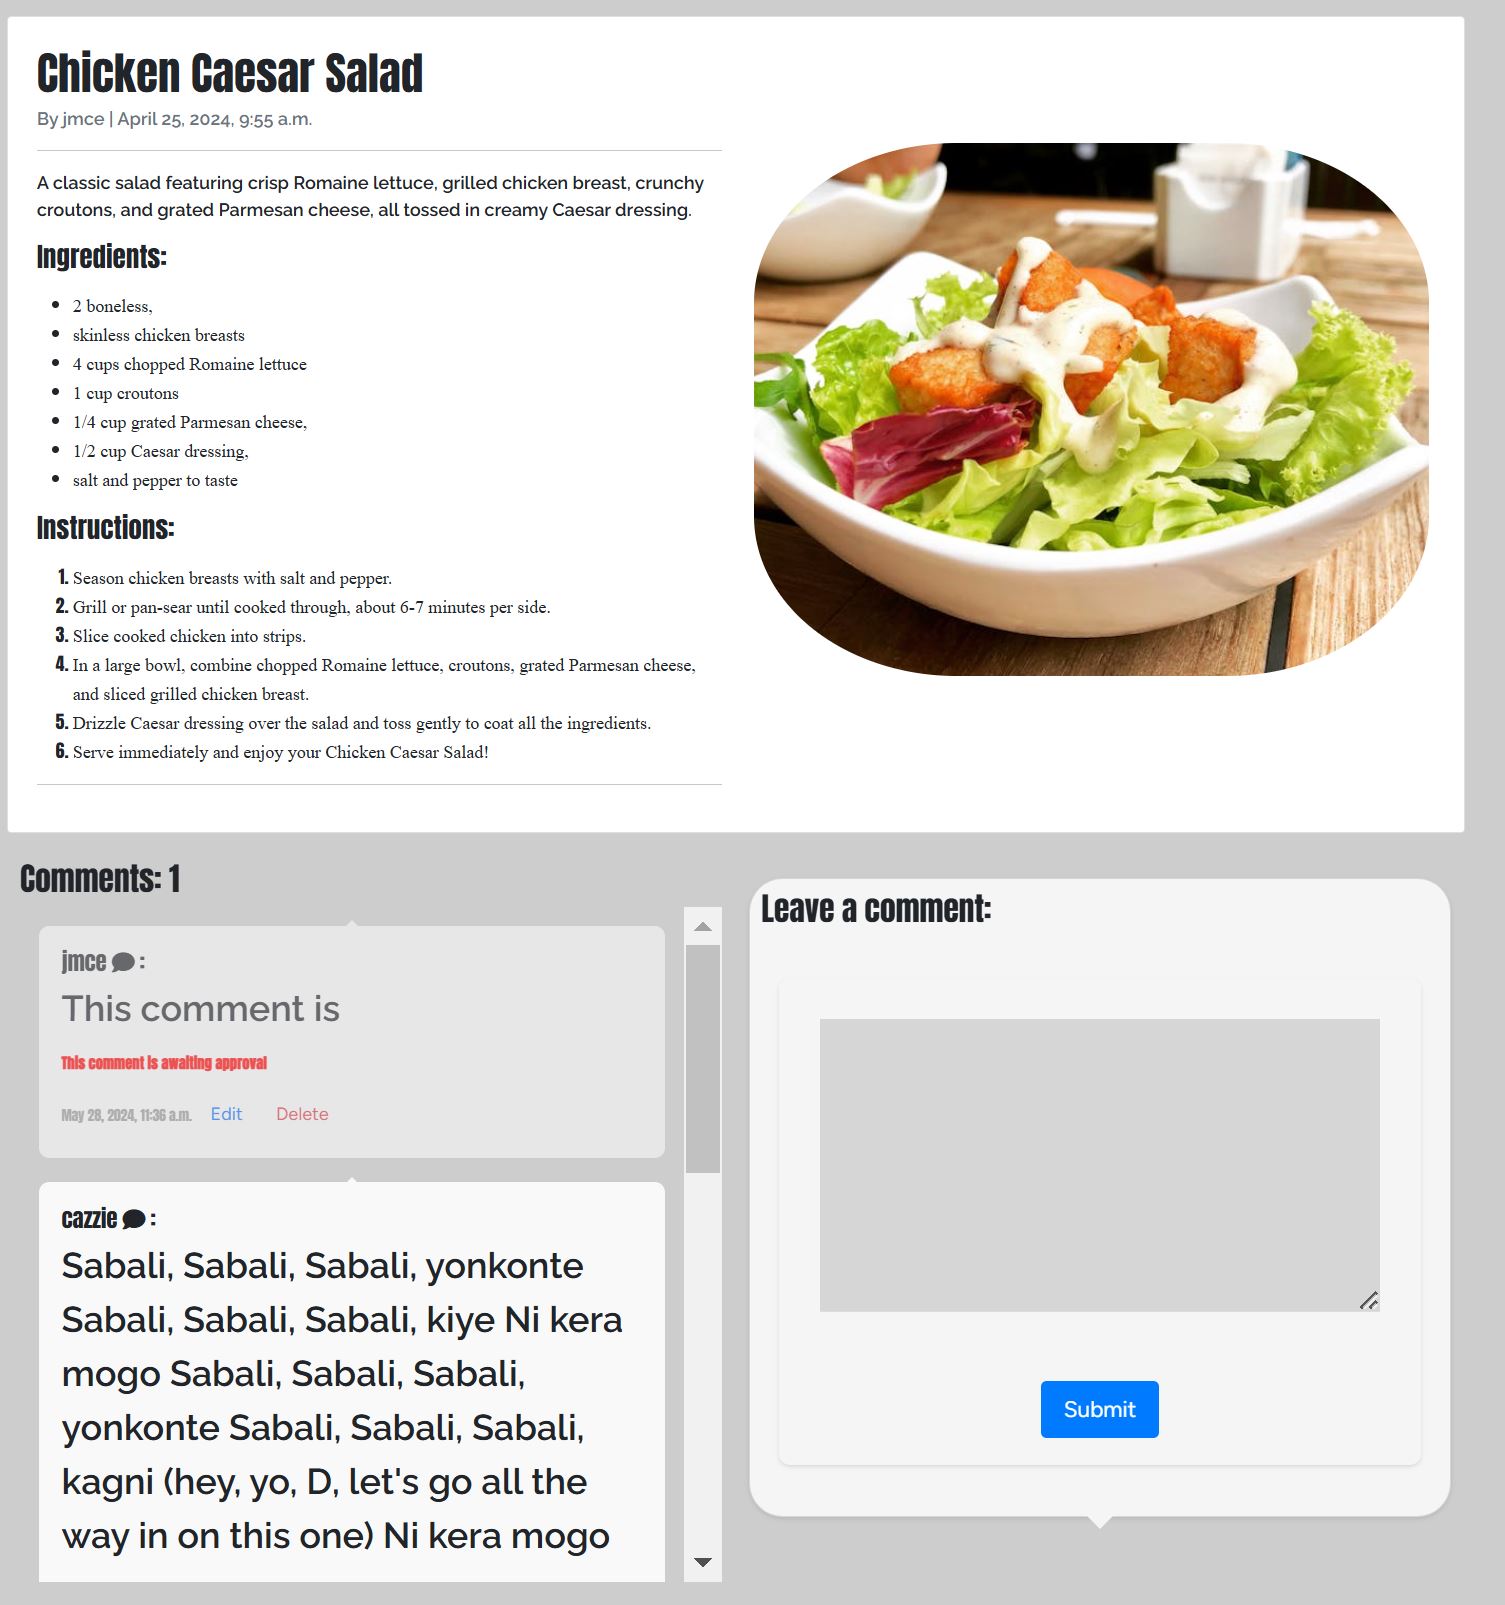 Chicken Caesar Salad
By jmce | April 25, 2024, 9:55 a.m.
A classic salad featuring crisp Romaine lettuce, grilled chicken breast, crunchy
croutons, and grated Parmesan cheese, all tossed in creamy Caesar dressing.
Ingredients:
2 boneless,
skinless chicken breasts
4 cups chopped Romaine lettuce
1 cup croutons
1/4 cup grated Parmesan cheese,
1/2 cup Caesar dressing,
salt and pepper to taste
Instructions:
1. Season chicken breasts with salt and pepper.
2. Grill or pan-sear until cooked through, about 6-7 minutes per side.
3. Slice cooked chicken into strips.
4. In a large bowl, combine chopped Romaine lettuce, croutons, grated Parmesan cheese,
and sliced grilled chicken breast.
5. Drizzle Caesar dressing over the salad and toss gently to coat all the ingredients.
6. Serve immediately and enjoy your Chicken Caesar Salad!
Comments: 1
jmce :
This comment is
This comment is awaiting approval
May 28, 2024, 11:36 a.m. Edit Delete
cazzie :
Sabali, Sabali, Sabali, yonkonte
Sabali, Sabali, Sabali, kiye Ni kera
mogo Sabali, Sabali, Sabali,
yonkonte Sabali, Sabali, Sabali,
kagni (hey, yo, D, let's go all the
way in on this one) Ni kera mogo
Leave a comment:
Submit